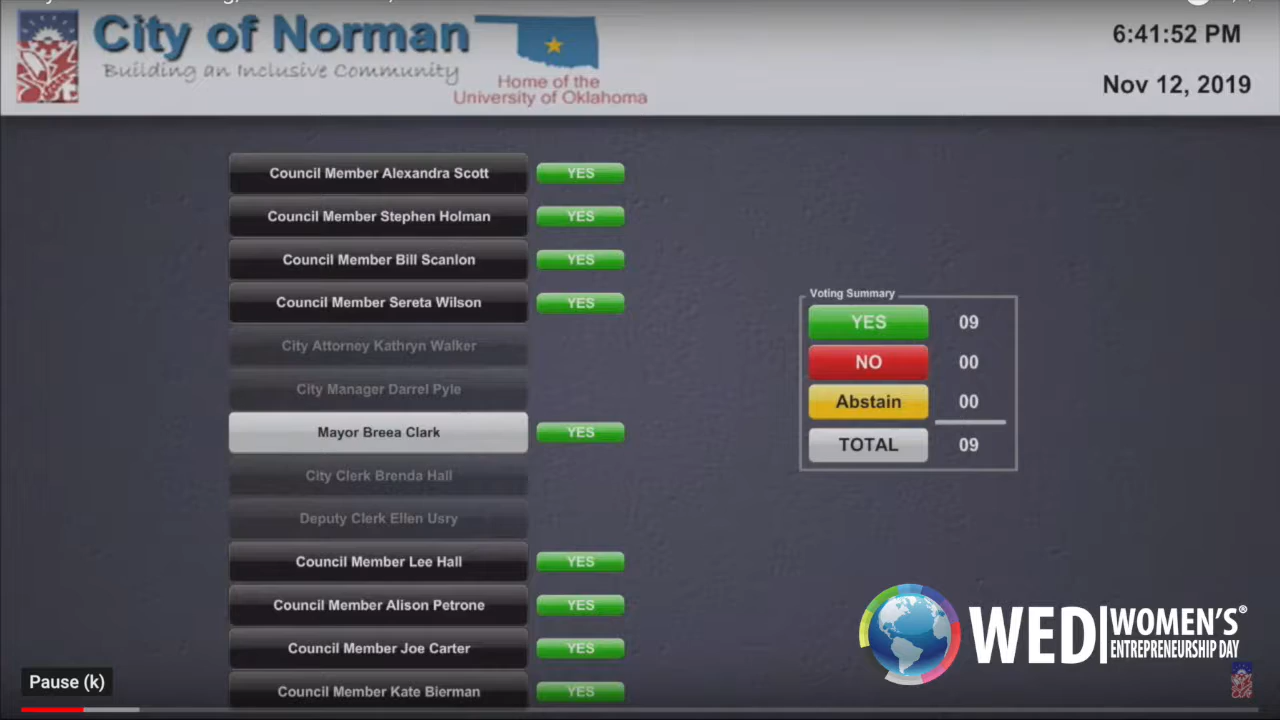 City of Norman
Building an Inclusive Community
Home of the
University of Oklahoma
6:41:52 PM
Nov 12, 2019
Council Member Alexandra Scott YES
Council Member Stephen Holman YES
Council Member Bill Scanlon YES
Council Member Sereta Wilson YES
City Attorney Kathryn Walker
City Manager Darrel Pyle
Mayor Breea Clark YES
City Clerk Brenda Hall
Deputy Clerk Ellen Usry
Council Member Lee Hall YES
Council Member Alison Petrone YES
Council Member Joe Carter YES
Council Member Kate Bierman YES
Voting Summary
YES 09
NO 00
Abstain 00
TOTAL 09
WED WOMEN'S®
ENTREPRENEURSHIP DAY
Pause (k)